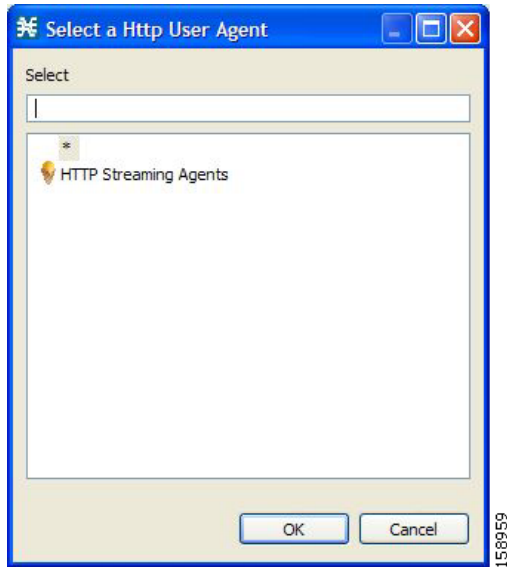 Select a Http User Agent
Select
*
HTTP Streaming Agents
OK Cancel
158959